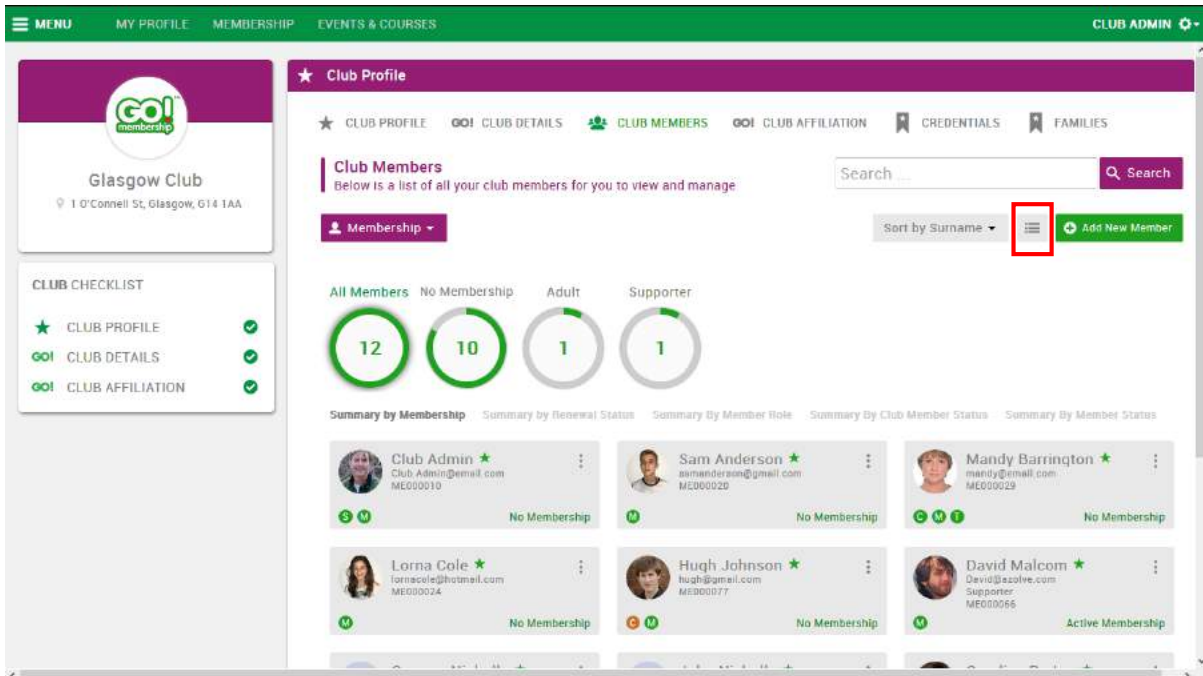 MENU MY PROFILE MEMBERSHIP EVENTS & COURSES CLUB ADMIN
GO!
membership
Glasgow Club
1 O'Connell St, Glasgow, G14 1AA
CLUB CHECKLIST
CLUB PROFILE
GO! CLUB DETAILS
GO! CLUB AFFILIATION
Club Profile
CLUB PROFILE GO! CLUB DETAILS CLUB MEMBERS GO! CLUB AFFILIATION CREDENTIALS FAMILIES
Club Members
Below is a list of all your club members for you to view and manage
Search ... Search
Membership Sort by Surname Add New Member
All Members No Membership Adult Supporter
12 10 1 1
Summary by Membership Summary by Renewal Status Summary By Member Role Summary By Club Member Status Summary By Member Status
Club Admin
Club.Admin@email.com
ME000010
S M No Membership
Sam Anderson
samanderson@gmail.com
ME000020
M No Membership
Mandy Barrington
mandy@email.com
ME000029
C M T No Membership
Lorna Cole
lornacole@hotmail.com
ME000024
M No Membership
Hugh Johnson
hugh@gmail.com
ME000077
C M No Membership
David Malcom
David@azolve.com
Supporter
ME000066
M Active Membership